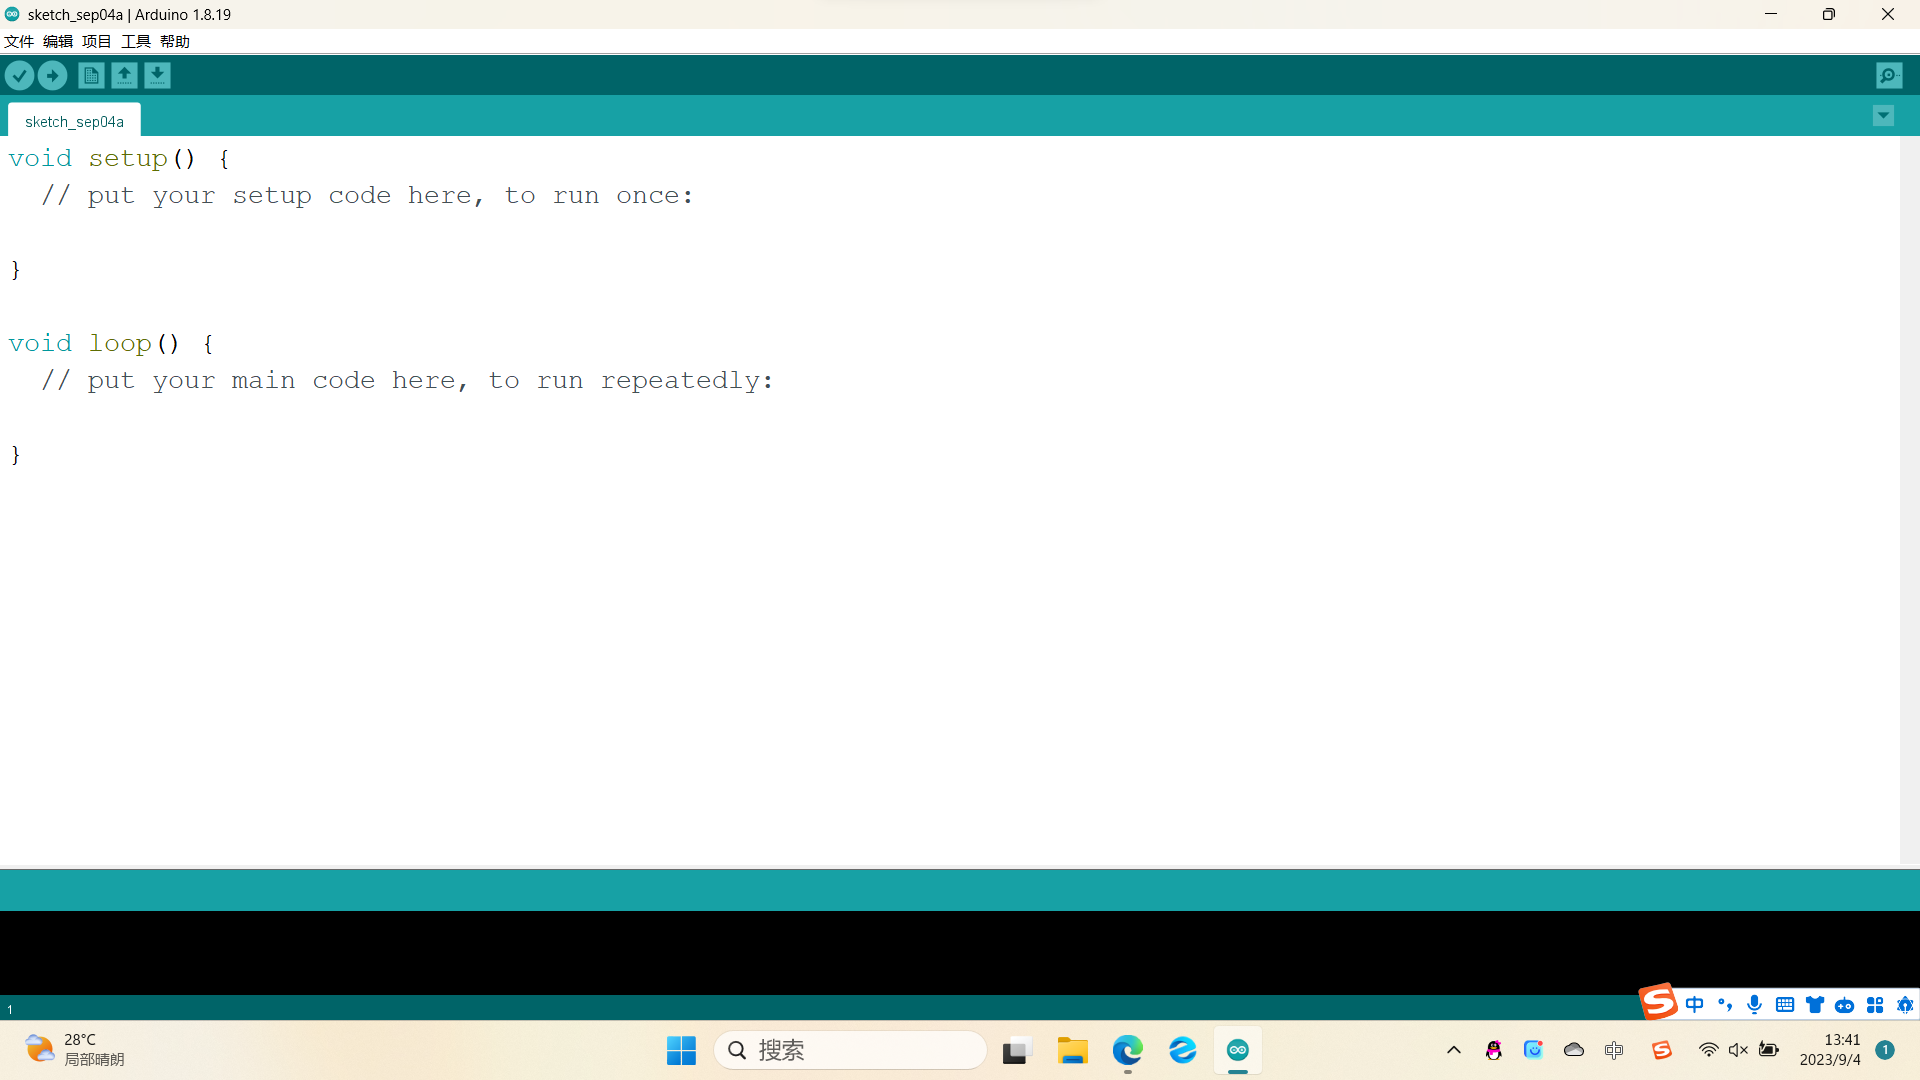 sketch_sep04a | Arduino 1.8.19
文件 编辑 项目 工具 帮助
sketch_sep04a
void setup() {
  // put your setup code here, to run once:
}
void loop() {
  // put your main code here, to run repeatedly:
}
1
中
28°C
局部晴朗
搜索
中
13:41
2023/9/4
1